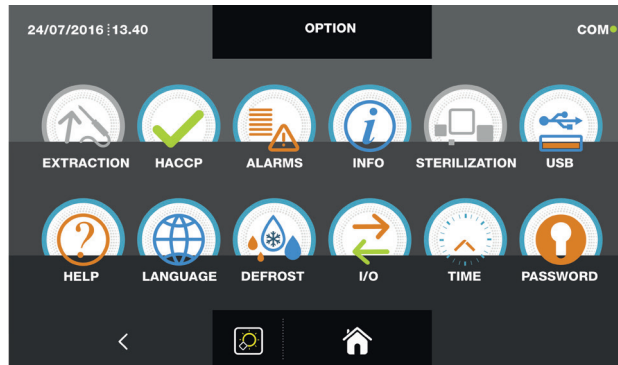 24/07/2016 13.40 OPTION COM
EXTRACTION HACCP ALARMS INFO STERILIZATION USB
HELP LANGUAGE DEFROST I/O TIME PASSWORD